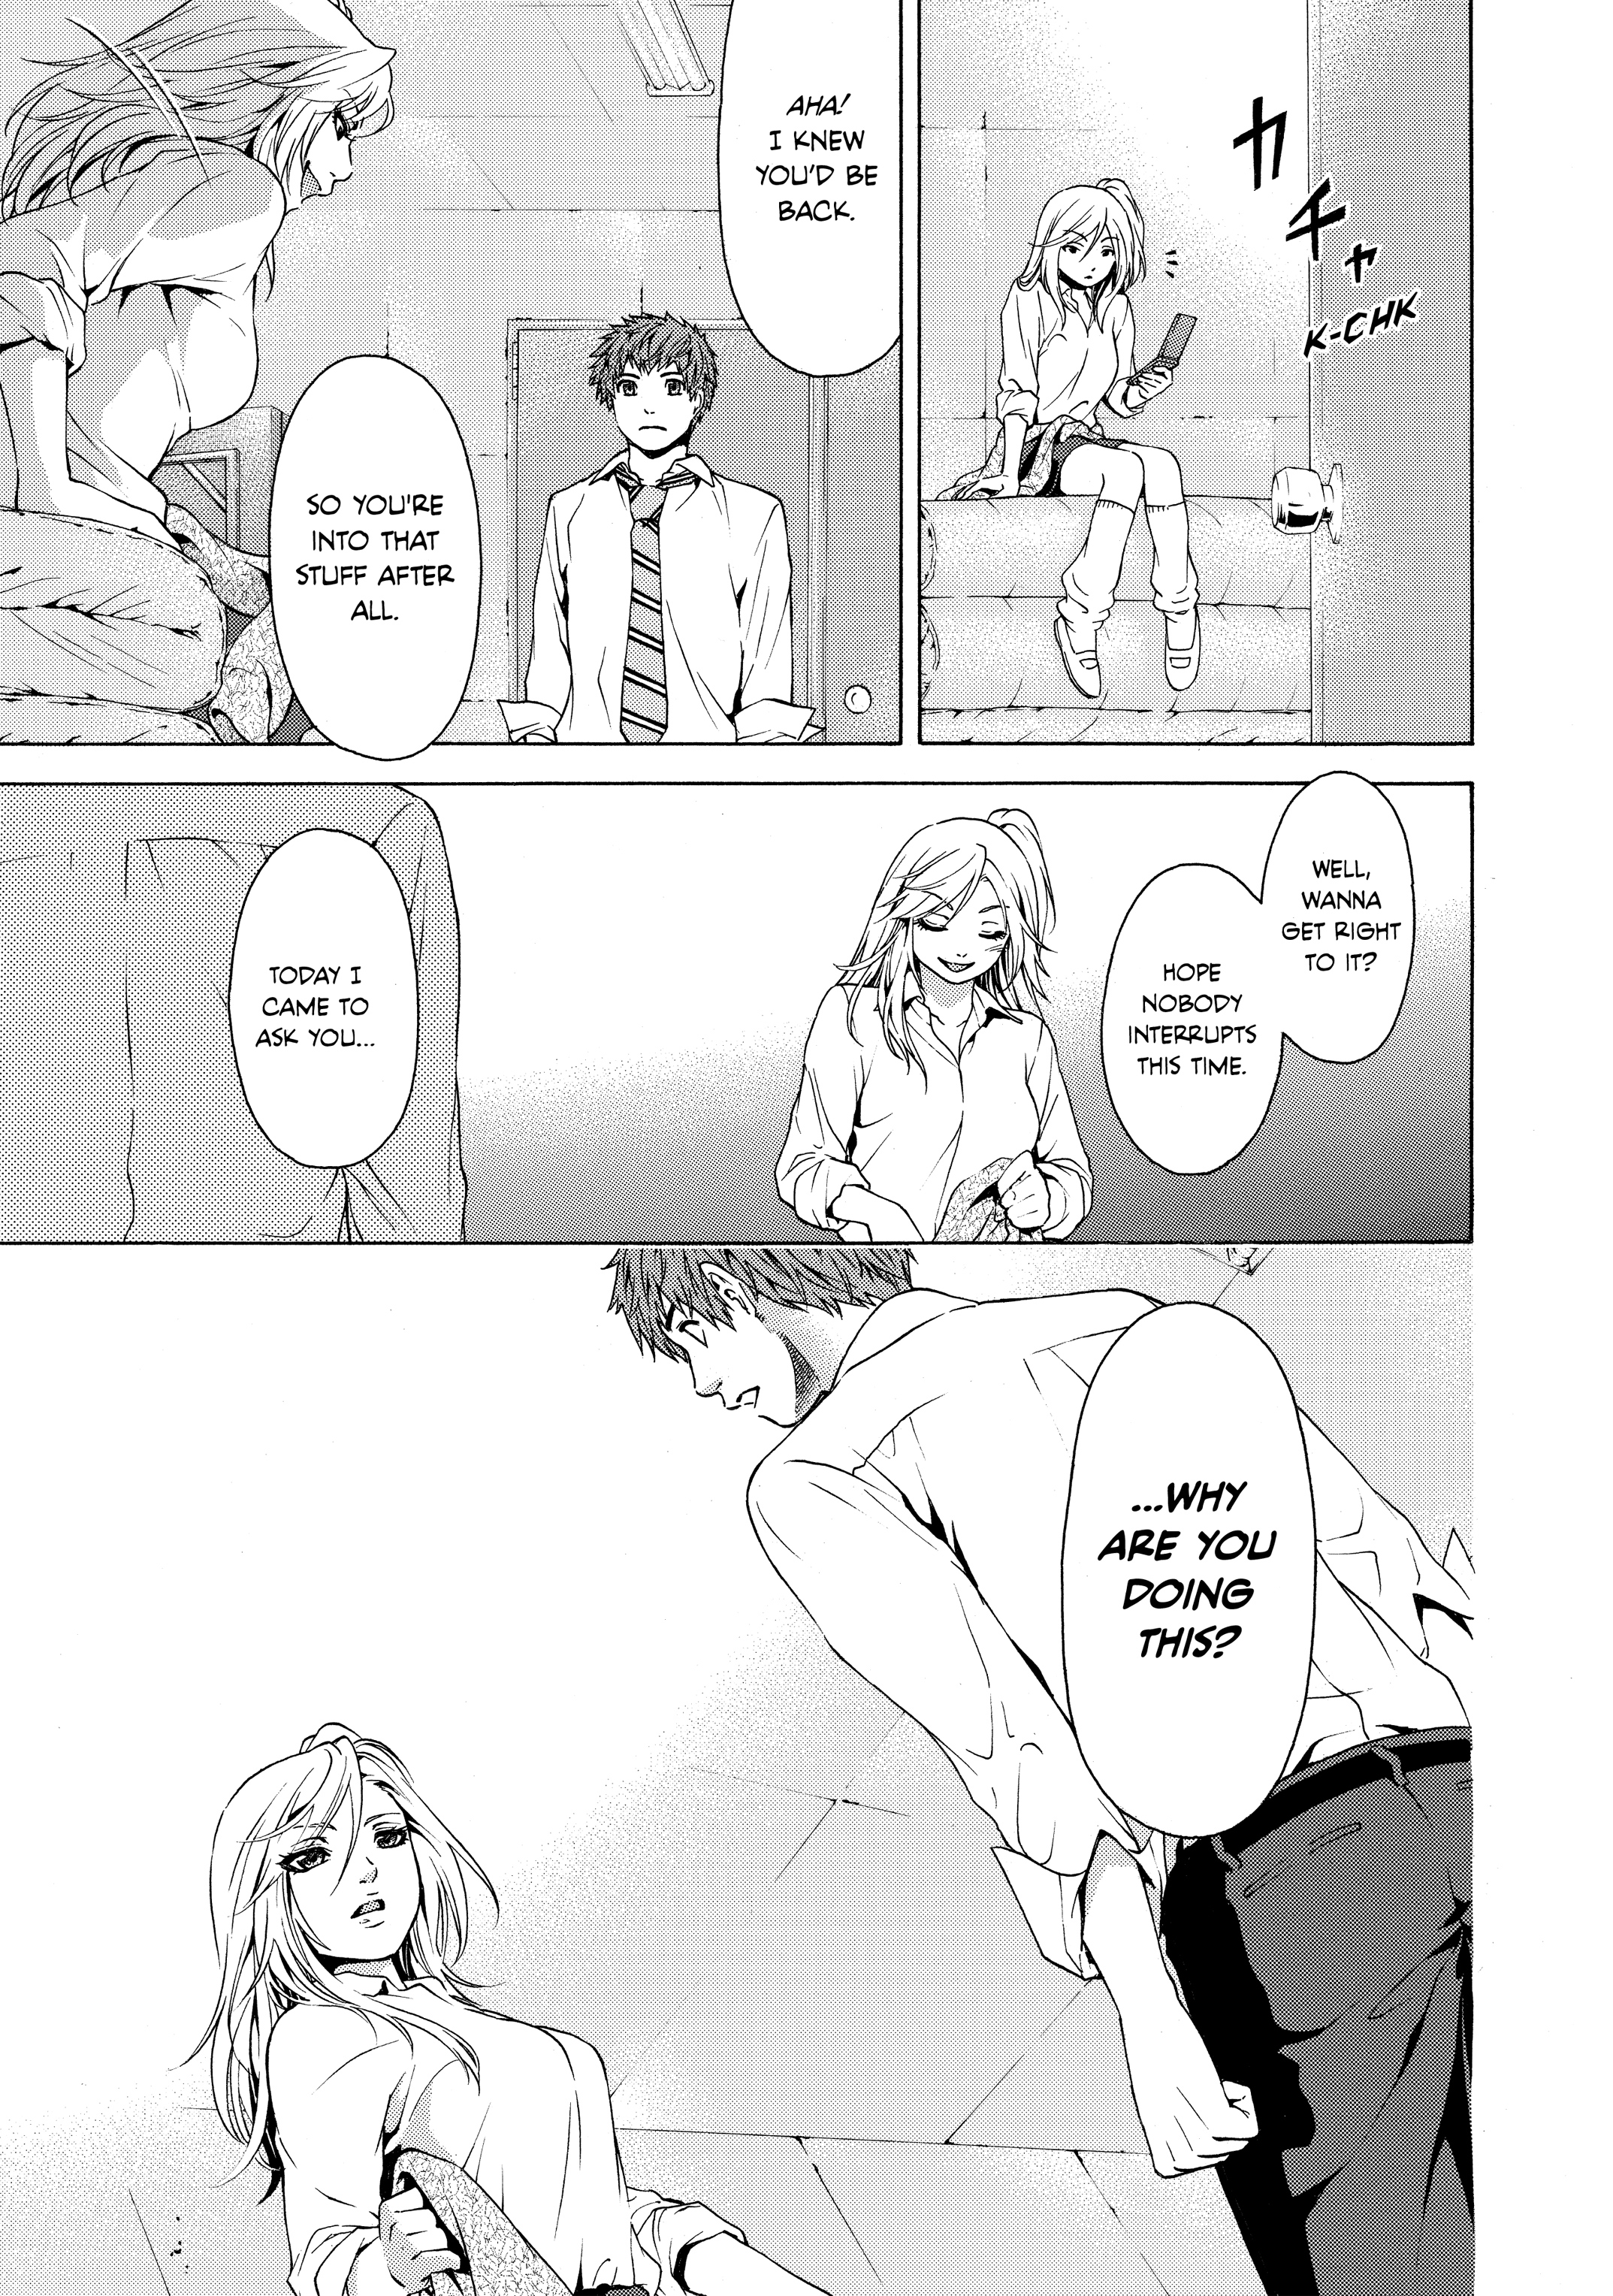 カチャ
K-CHK
AHA!
I KNEW
YOU'D BE
BACK.
SO YOU'RE
INTO THAT
STUFF AFTER
ALL.
WELL,
WANNA
GET RIGHT
TO IT?
HOPE
NOBODY
INTERRUPTS
THIS TIME.
TODAY I
CAME TO
ASK YOU...
...WHY
ARE YOU
DOING
THIS?